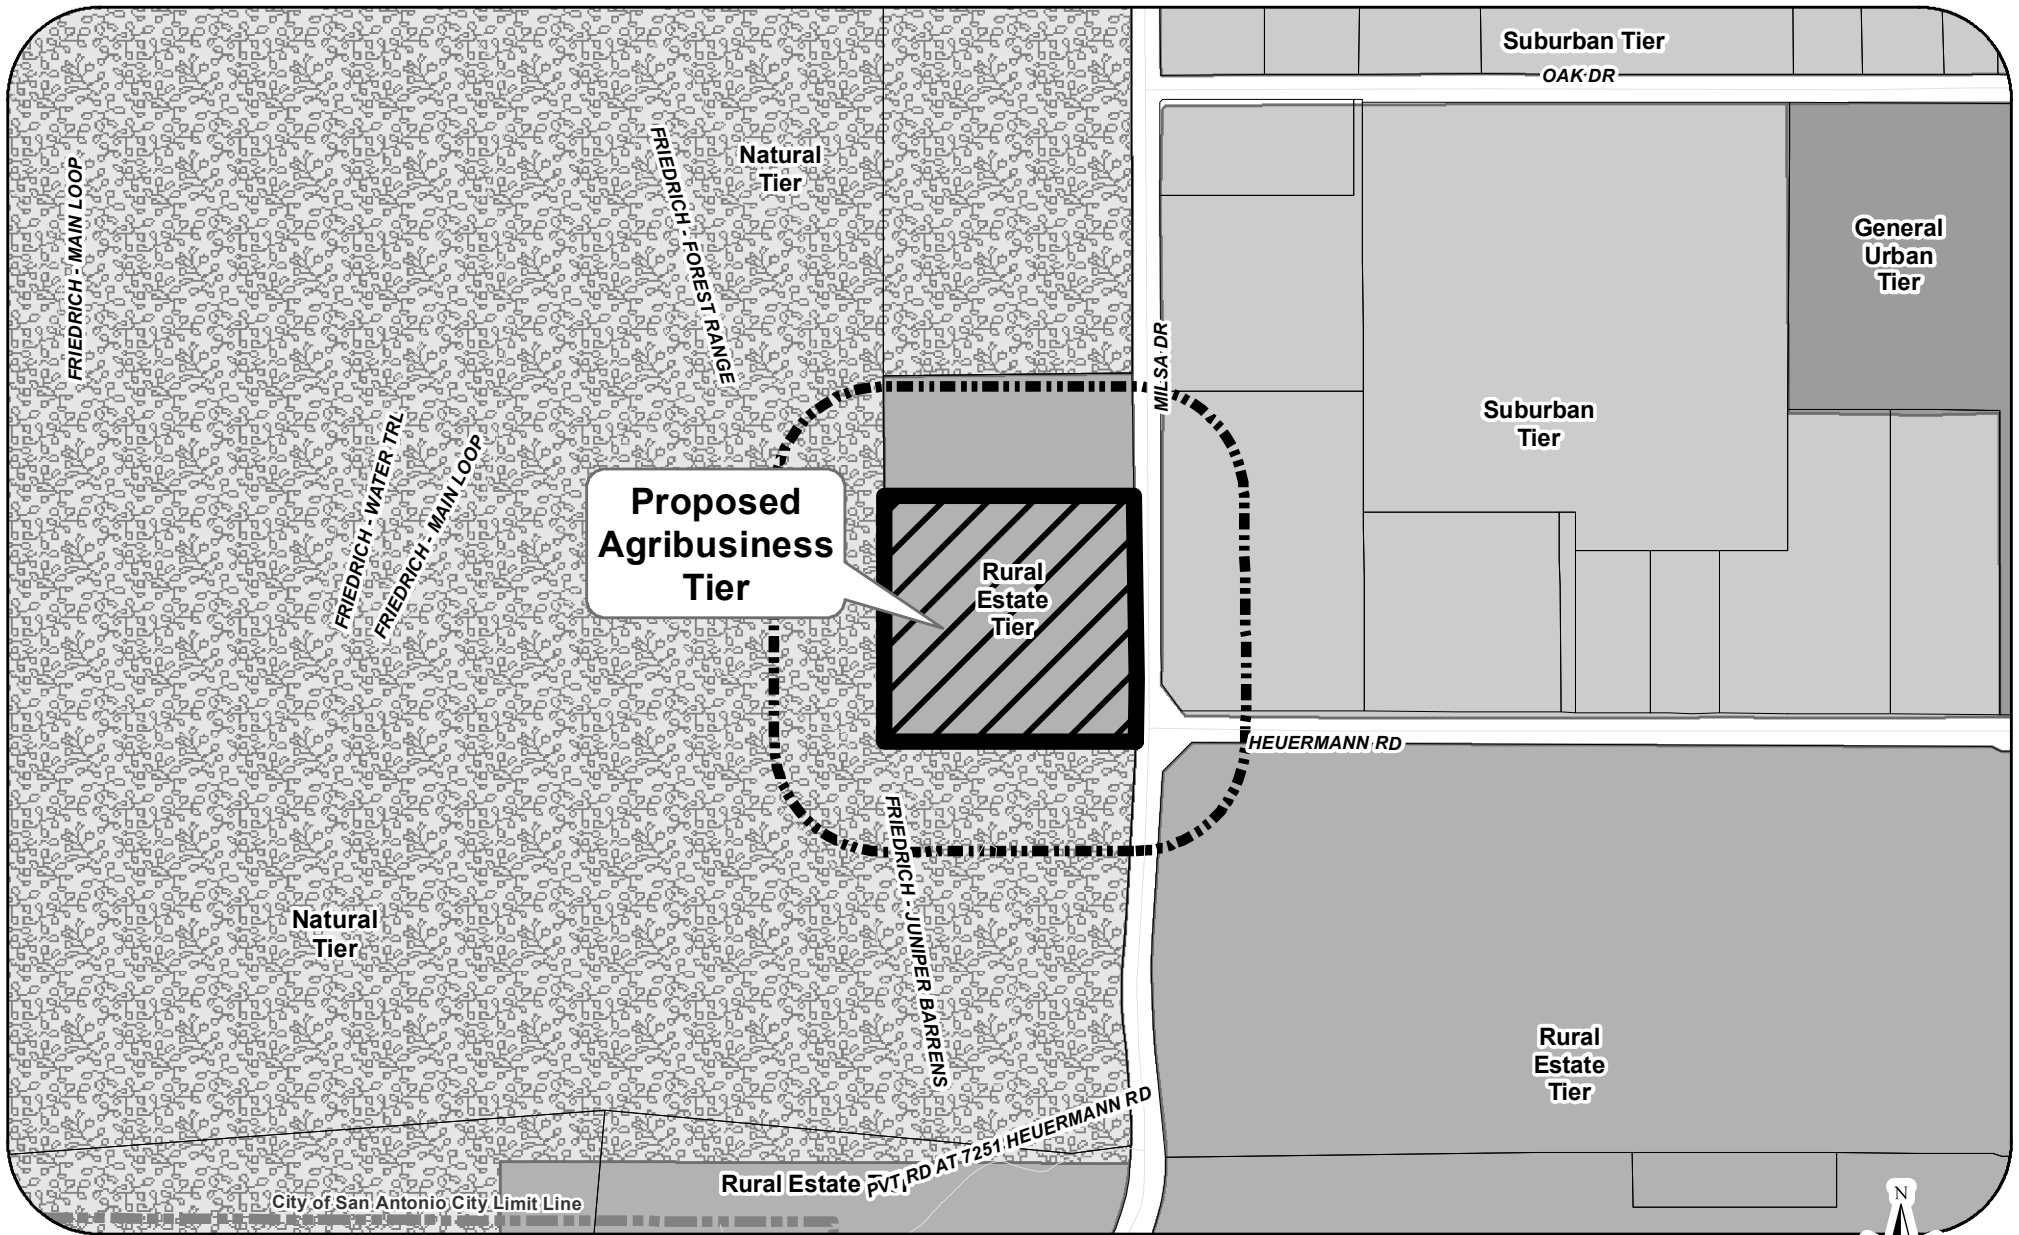 Suburban Tier
OAK DR
FRIEDRICH - MAIN LOOP
FRIEDRICH - FOREST RANGE
Natural
Tier
General
Urban
Tier
MILSA DR
Suburban
Tier
FRIEDRICH - WATER TRL
FRIEDRICH - MAIN LOOP
Proposed
Agribusiness
Tier
Rural
Estate
Tier
HEUERMANN RD
FRIEDRICH - JUNIPER BARRENS
Natural
Tier
Rural
Estate
Tier
PVT RD AT 7251 HEUERMANN RD
Rural Estate
City of San Antonio City Limit Line
N